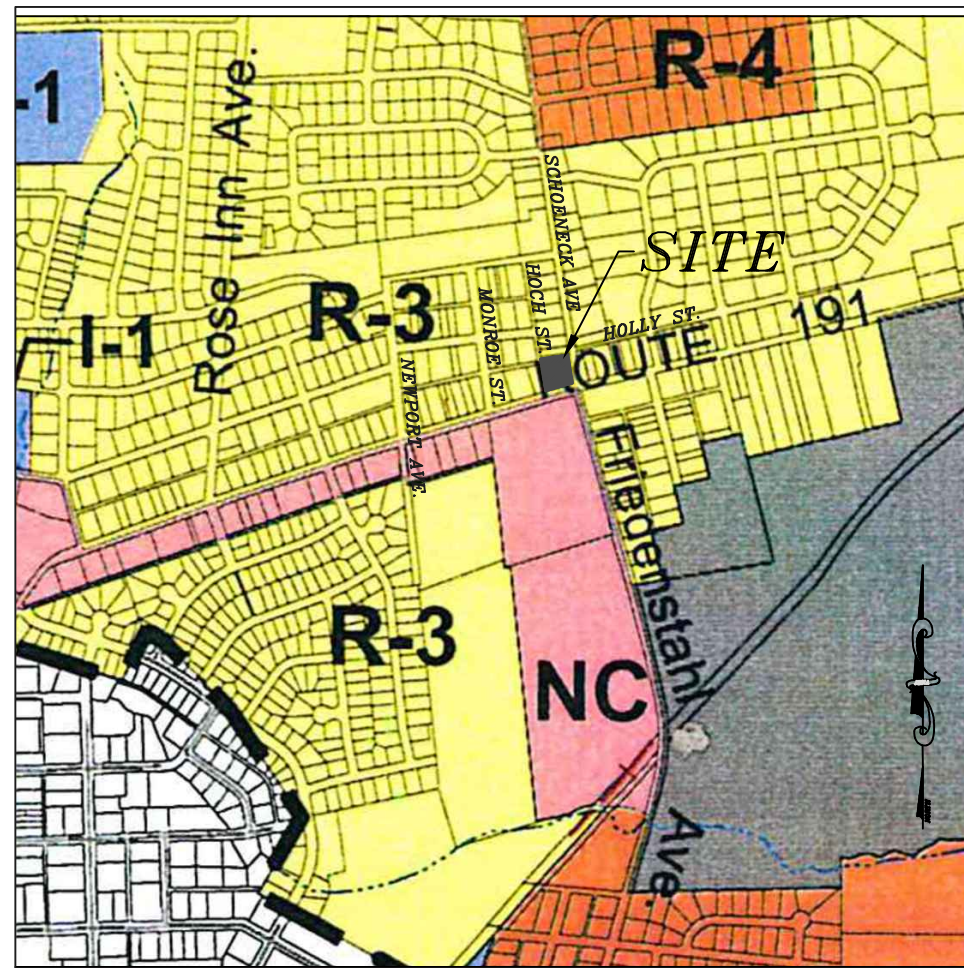 R-4
-1
Rose Inn Ave.
SCHOENECK AVE
SITE
HOCH ST.
MONROE ST.
R-3
I-1
HOLLY ST.
191
OUTE
NEWPORT AVE.
Friedenstahl
R-3
NC
Ave.